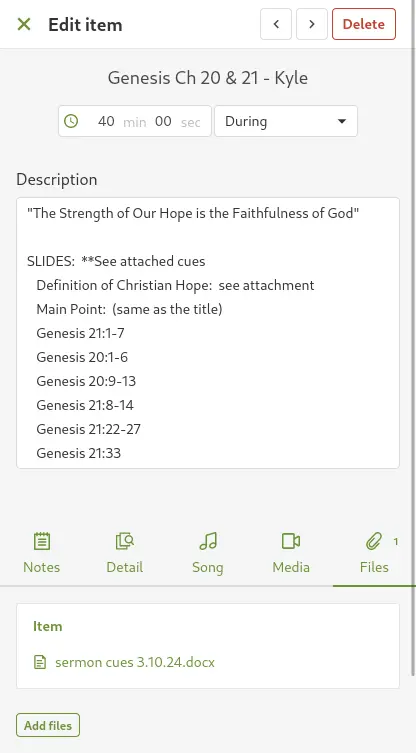 Edit item
Delete
Genesis Ch 20 & 21 - Kyle
40 min 00 sec
During
Description
"The Strength of Our Hope is the Faithfulness of God"
SLIDES:  **See attached cues
Definition of Christian Hope:  see attachment
Main Point:  (same as the title)
Genesis 21:1-7
Genesis 20:1-6
Genesis 20:9-13
Genesis 21:8-14
Genesis 21:22-27
Genesis 21:33
1
Notes Detail Song Media Files
Item
sermon cues 3.10.24.docx
Add files